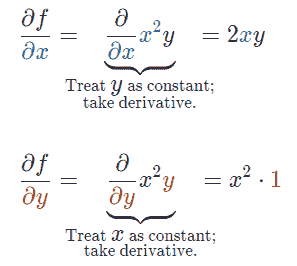 ∂f/∂x = ∂/∂x x²y = 2xy
Treat y as constant;
take derivative.
∂f/∂y = ∂/∂y x²y = x² · 1
Treat x as constant;
take derivative.